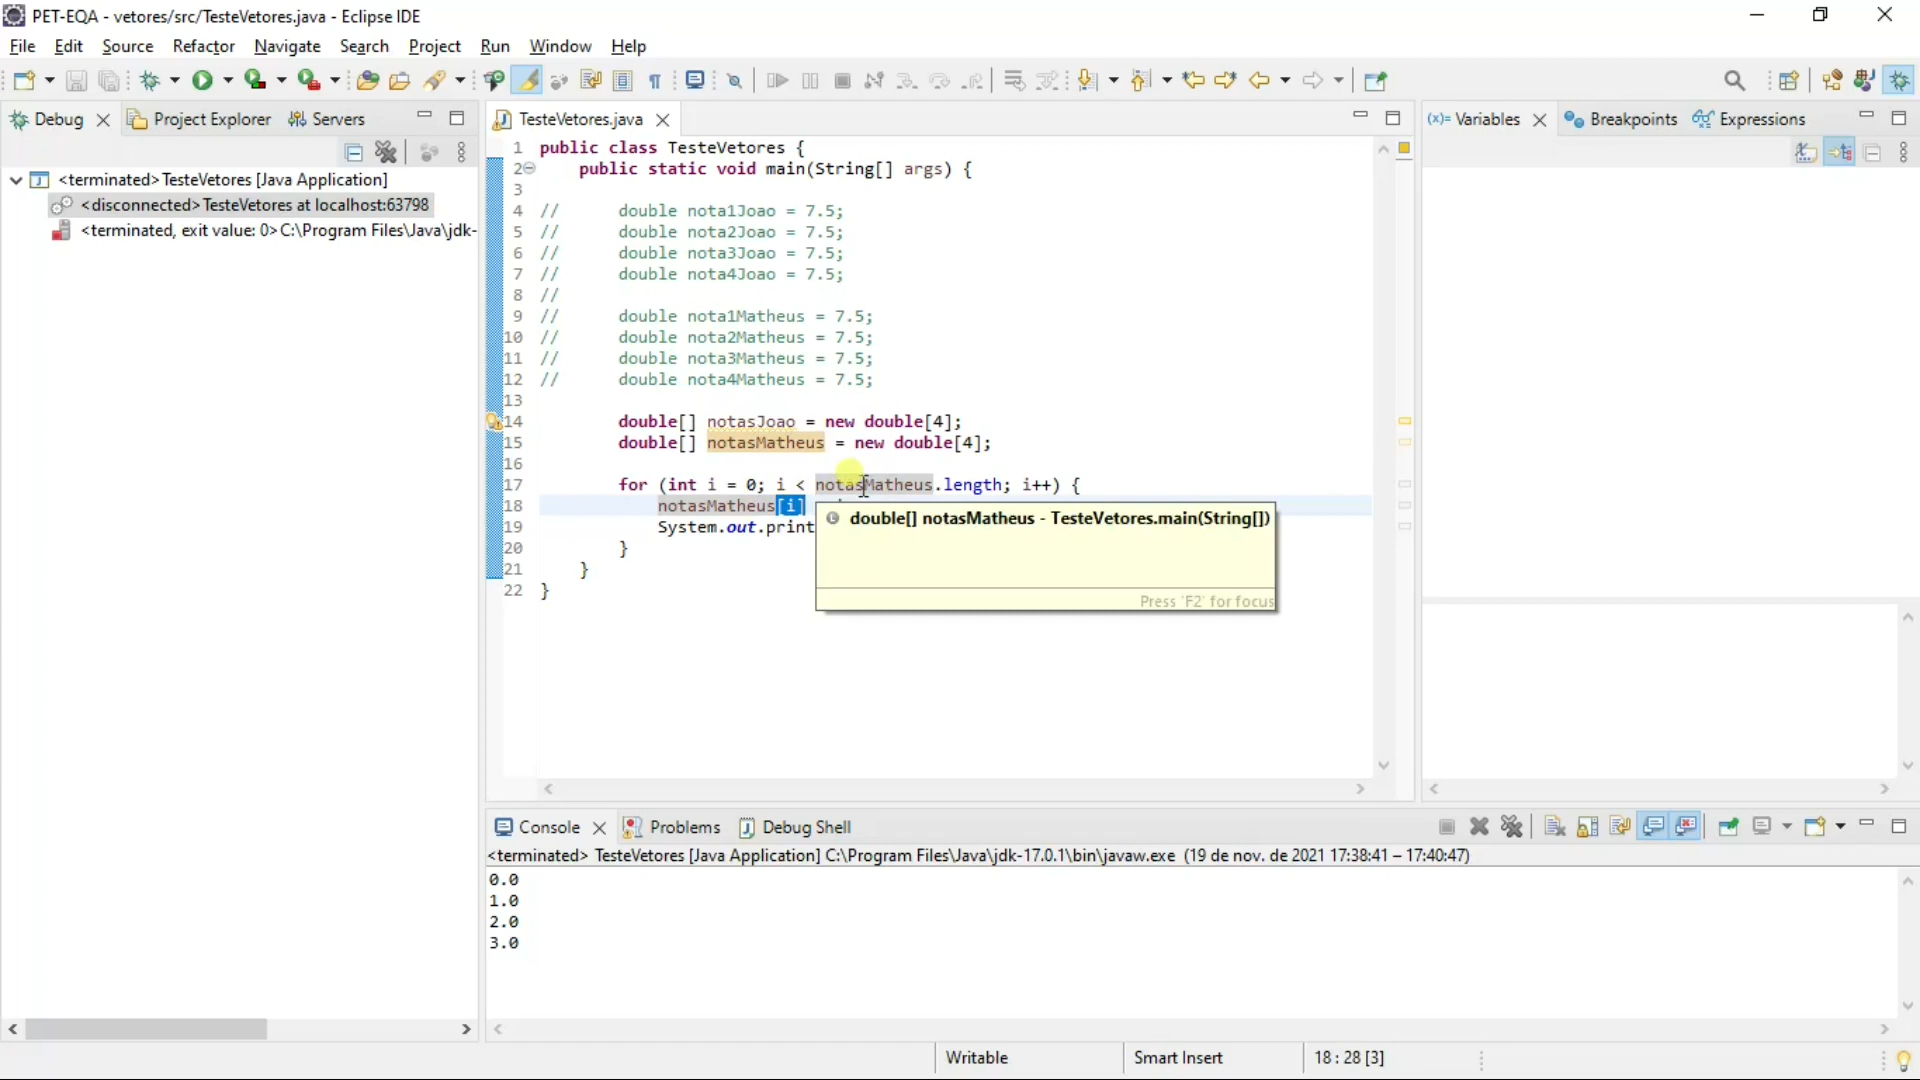 PET-EQA - vetores/src/TesteVetores.java - Eclipse IDE
File Edit Source Refactor Navigate Search Project Run Window Help
Debug Project Explorer Servers
<terminated> TesteVetores [Java Application]
<disconnected> TesteVetores at localhost:63798
<terminated, exit value: 0> C:\Program Files\Java\jdk-
TesteVetores.java
1 public class TesteVetores {
2 public static void main(String[] args) {
3
4 // double nota1Joao = 7.5;
5 // double nota2Joao = 7.5;
6 // double nota3Joao = 7.5;
7 // double nota4Joao = 7.5;
8 //
9 // double nota1Matheus = 7.5;
10 // double nota2Matheus = 7.5;
11 // double nota3Matheus = 7.5;
12 // double nota4Matheus = 7.5;
13
14 double[] notasJoao = new double[4];
15 double[] notasMatheus = new double[4];
16
17 for (int i = 0; i < notasMatheus.length; i++) {
18 notasMatheus[i]
19 System.out.print
20 }
21 }
22 }
double[] notasMatheus - TesteVetores.main(String[])
Press 'F2' for focus
(x)= Variables Breakpoints Expressions
Console Problems Debug Shell
<terminated> TesteVetores [Java Application] C:\Program Files\Java\jdk-17.0.1\bin\javaw.exe (19 de nov. de 2021 17:38:41 – 17:40:47)
0.0
1.0
2.0
3.0
Writable Smart Insert 18 : 28 [3]